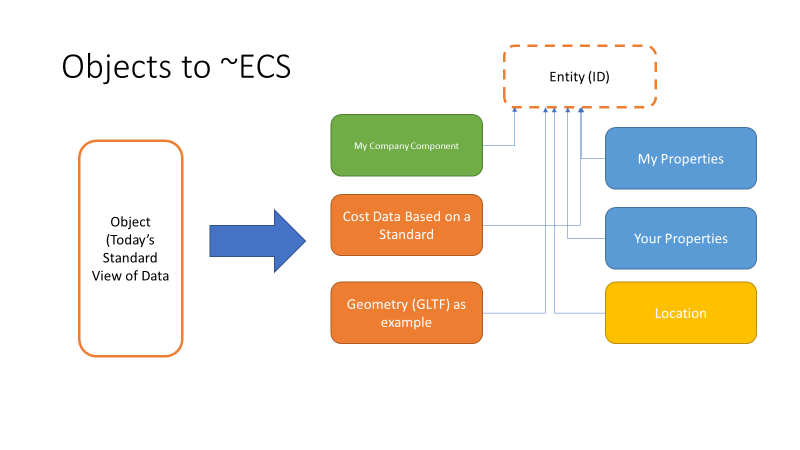 Objects to ~ECS
Entity (ID)
My Company Component
My Properties
Object
(Today's
Standard
View of Data
Cost Data Based on a
Standard
Your Properties
Geometry (GLTF) as
example
Location